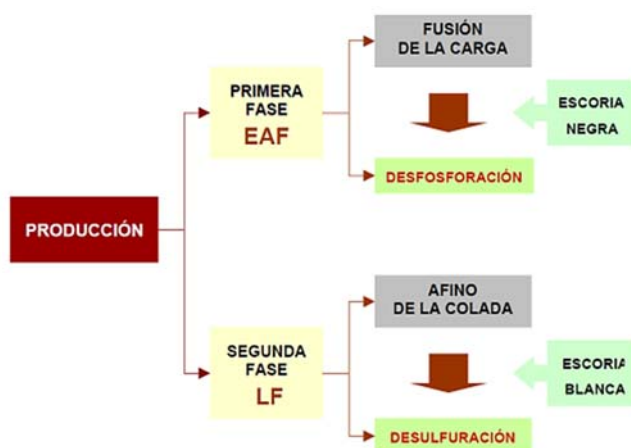 FUSIÓN
DE LA CARGA
PRIMERA
FASE
EAF
ESCORIA
NEGRA
DESFOSFORACIÓN
PRODUCCIÓN
AFINO
DE LA COLADA
SEGUNDA
FASE
LF
ESCORIA
BLANCA
DESULFURACIÓN